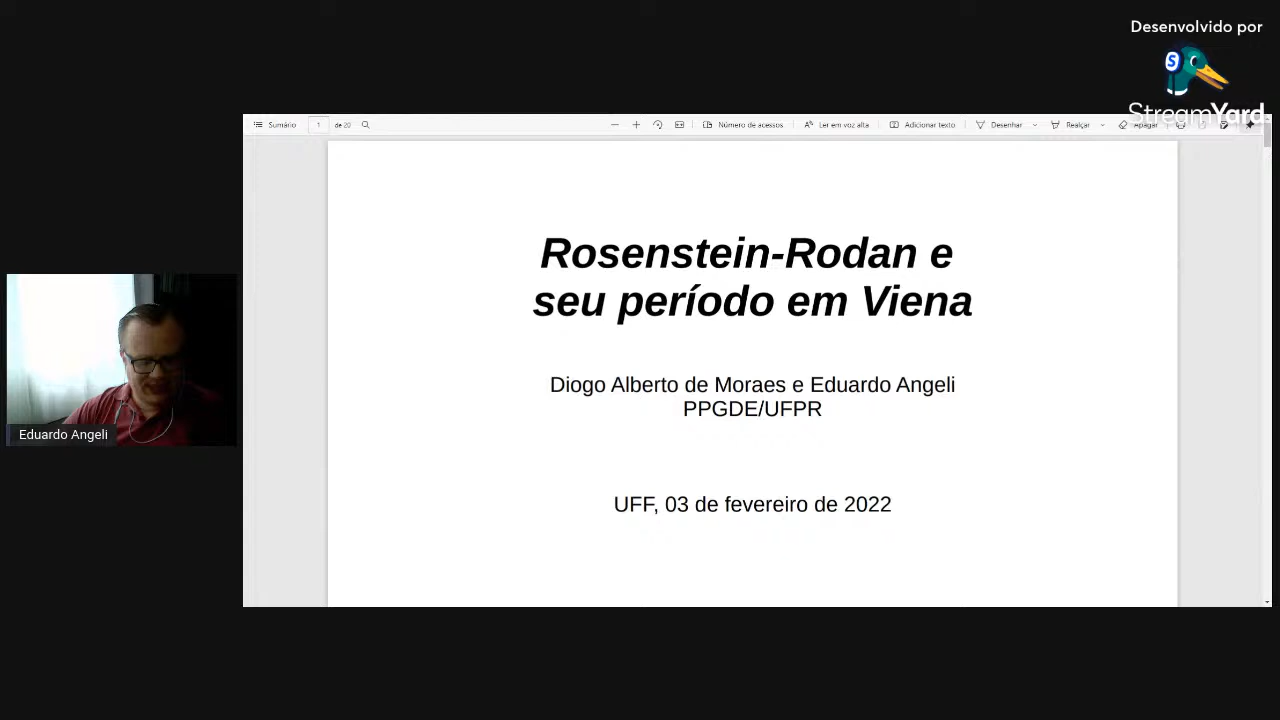 Desenvolvido por
StreamYard
Sumário 1 de 20 Número de acessos Ler em voz alta Adicionar texto Desenhar Realçar Apagar
Rosenstein-Rodan e
seu período em Viena
Diogo Alberto de Moraes e Eduardo Angeli
PPGDE/UFPR
Eduardo Angeli
UFF, 03 de fevereiro de 2022